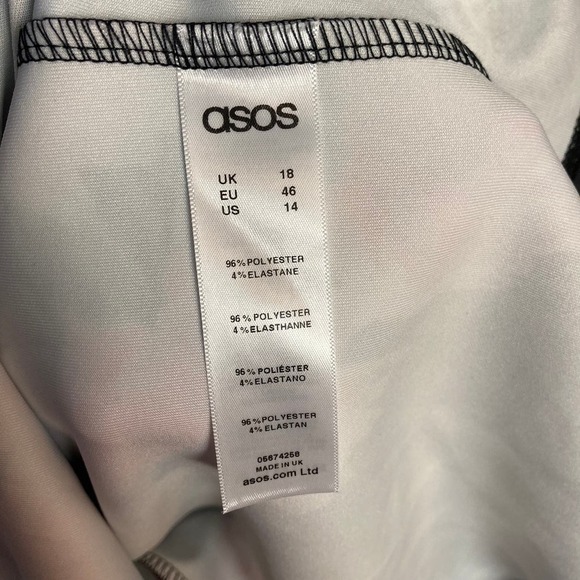 asos
UK 18
EU 46
US 14
96% POLYESTER
4% ELASTANE
96% POLYESTER
4% ELASTHANNE
96% POLIÉSTER
4% ELASTANO
96% POLYESTER
4% ELASTAN
05674258
MADE IN UK
asos.com Ltd